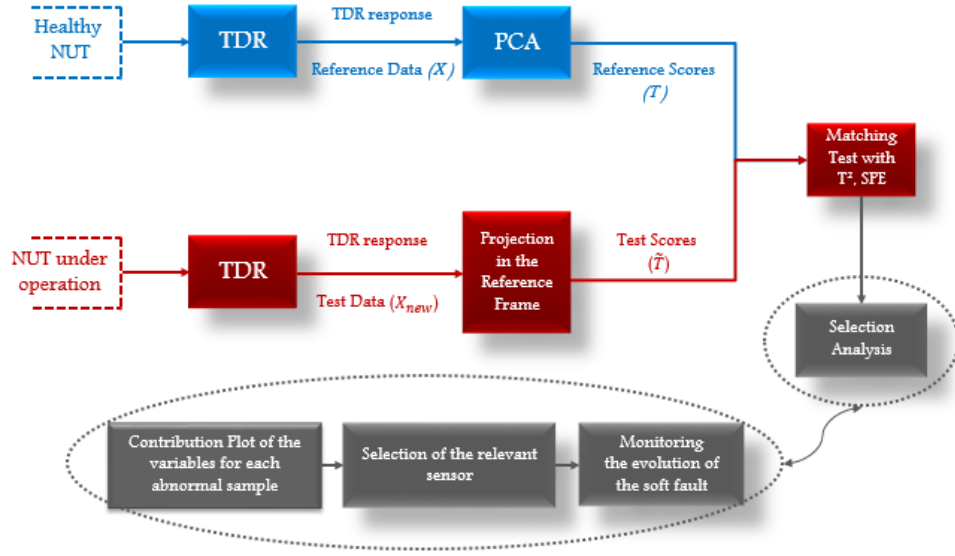 Healthy
NUT
TDR
TDR response
Reference Data (X)
PCA
Reference Scores
(T)
Matching
Test with
T², SPE
NUT under
operation
TDR
TDR response
Test Data (X_new)
Projection
in the
Reference
Frame
Test Scores
(T̃)
Selection
Analysis
Contribution Plot of the
variables for each
abnormal sample
Selection of the relevant
sensor
Monitoring
the evolution of
the soft fault